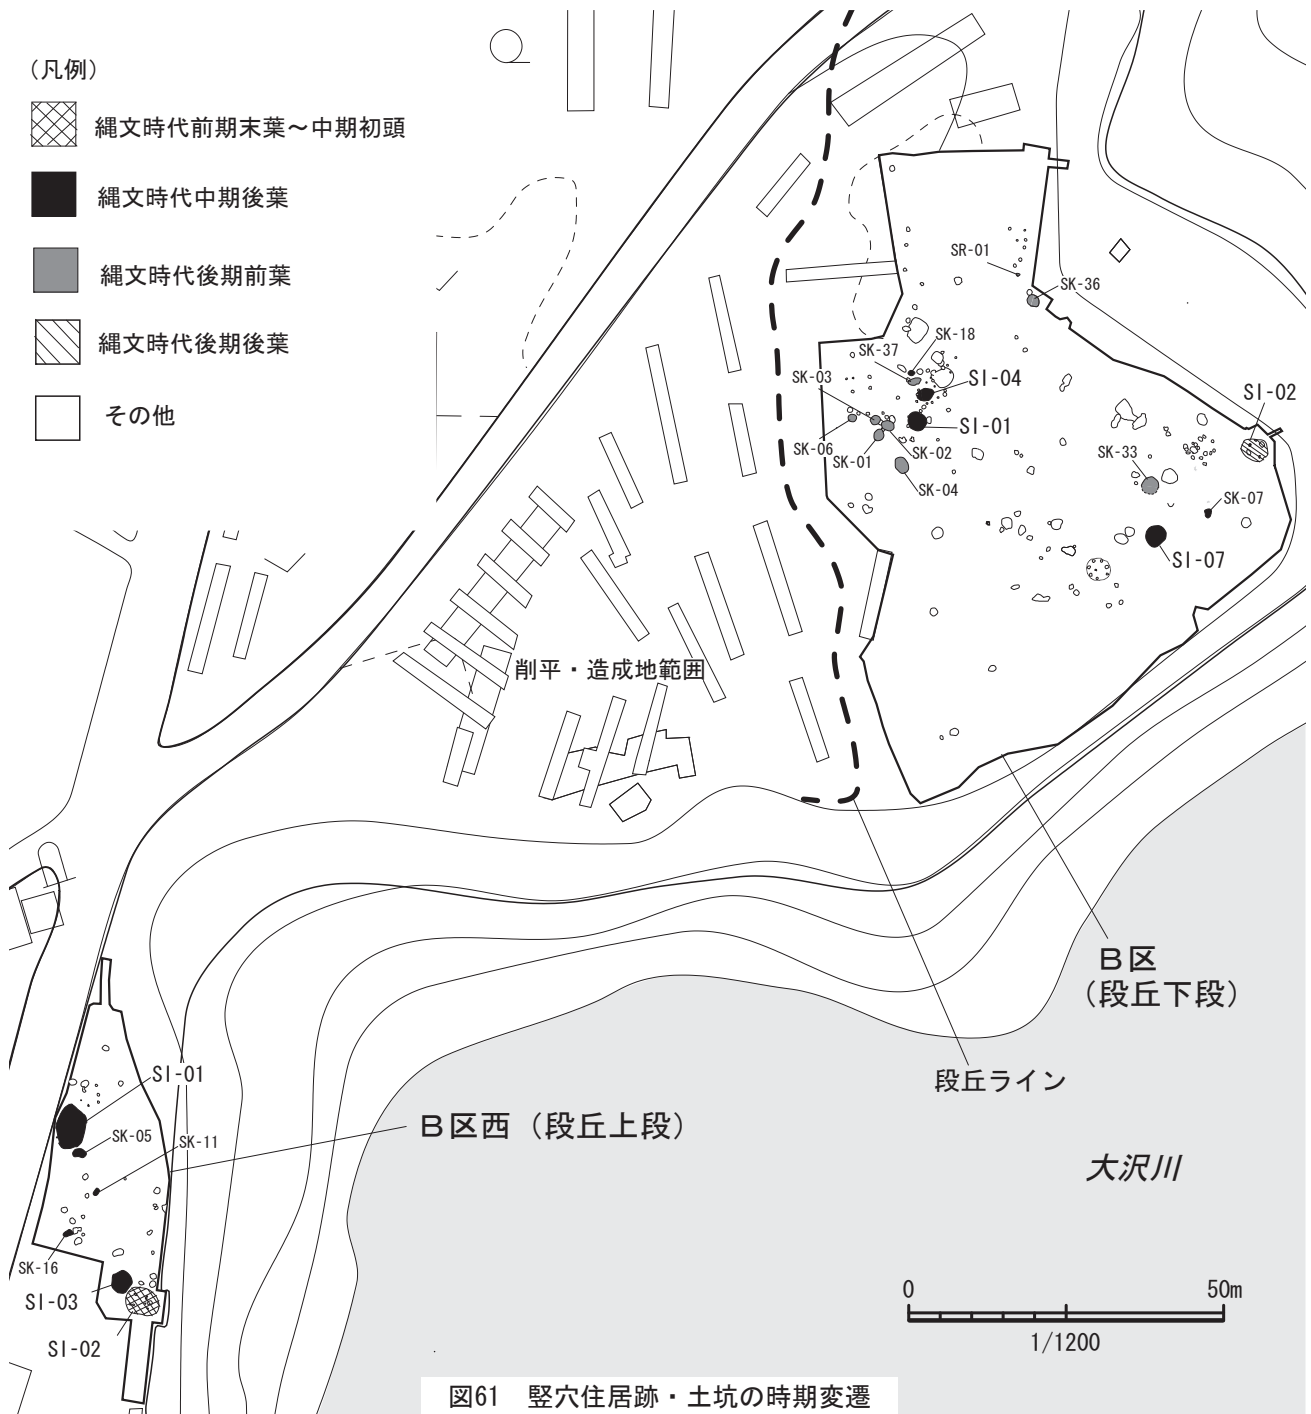 (凡例)
縄文時代前期末葉～中期初頭
縄文時代中期後葉
縄文時代後期前葉
縄文時代後期後葉
その他
SR-01
SK-36
SK-18
SK-37
SK-03
SI-04
SI-02
SI-01
SK-06
SK-01
SK-02
SK-33
SK-04
SK-07
SI-07
削平・造成地範囲
B区
(段丘下段)
段丘ライン
SI-01
SK-05
SK-11
B区西(段丘上段)
大沢川
SK-16
SI-03
SI-02
0 50m
1/1200
図61 竪穴住居跡・土坑の時期変遷